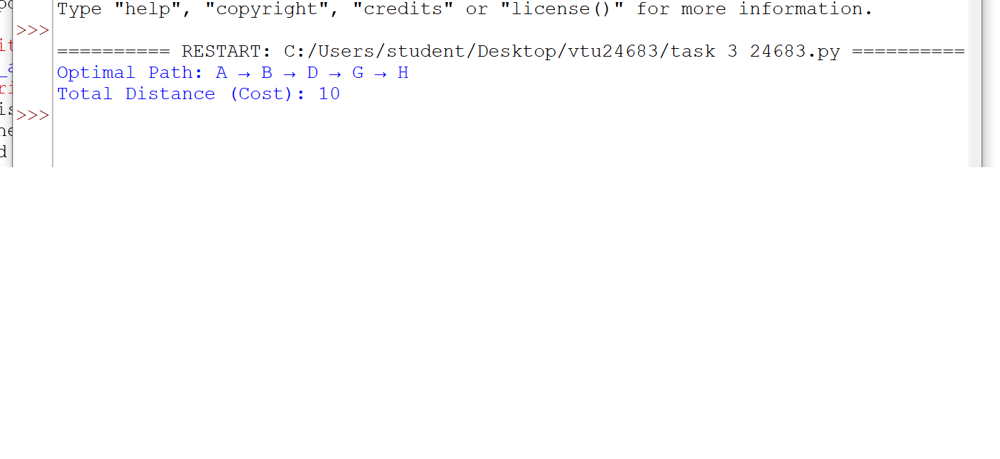 Type "help", "copyright", "credits" or "license()" for more information.
>>>
========== RESTART: C:/Users/student/Desktop/vtu24683/task 3 24683.py ==========
Optimal Path: A → B → D → G → H
Total Distance (Cost): 10
>>>